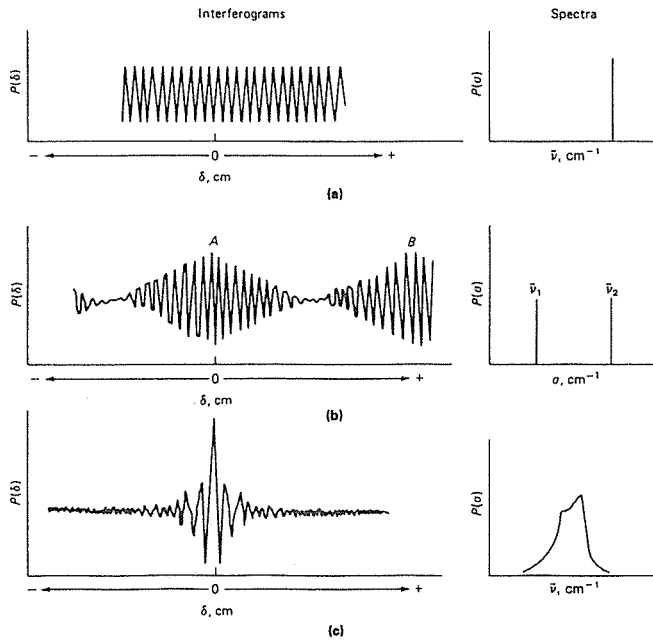 Interferograms
Spectra
P(δ)
P(σ)
− 0 +
δ, cm
ν̄, cm⁻¹
(a)
A
B
P(δ)
P(σ)
ν̄₁
ν̄₂
− 0 +
δ, cm
σ, cm⁻¹
(b)
P(δ)
P(σ)
− 0 +
δ, cm
ν̄, cm⁻¹
(c)